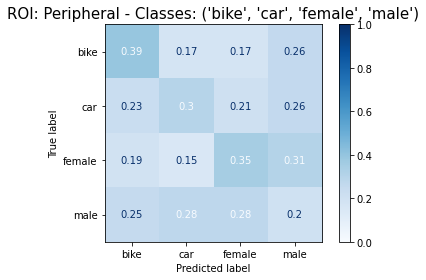 ROI: Peripheral - Classes: ('bike', 'car', 'female', 'male')
bike 0.39 0.17 0.17 0.26
car 0.23 0.3 0.21 0.26
female 0.19 0.15 0.35 0.31
male 0.25 0.28 0.28 0.2
bike car female male
Predicted label
True label
1.0
0.8
0.6
0.4
0.2
0.0